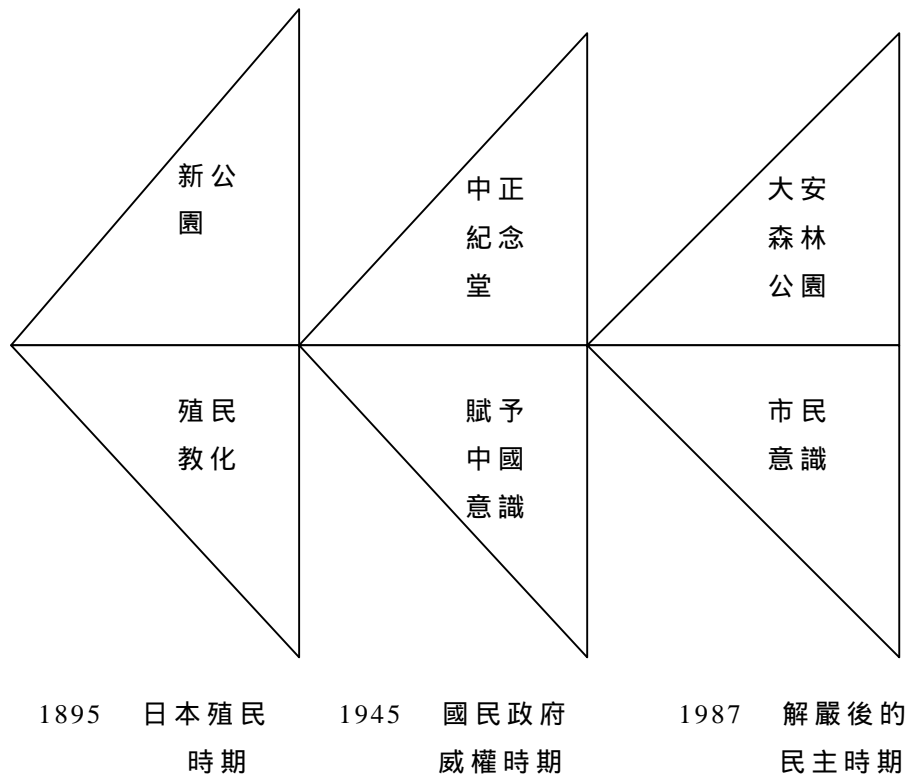 新公
園
中正
紀念
堂
大安
森林
公園
殖民
教化
賦予
中國
意識
市民
意識
1895 日本殖民
時期
1945 國民政府
威權時期
1987 解嚴後的
民主時期